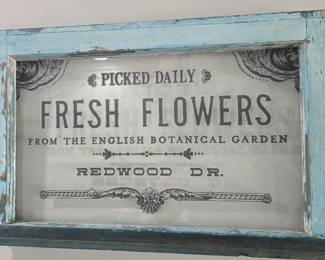 PICKED DAILY
FRESH FLOWERS
FROM THE ENGLISH BOTANICAL GARDEN
REDWOOD DR.